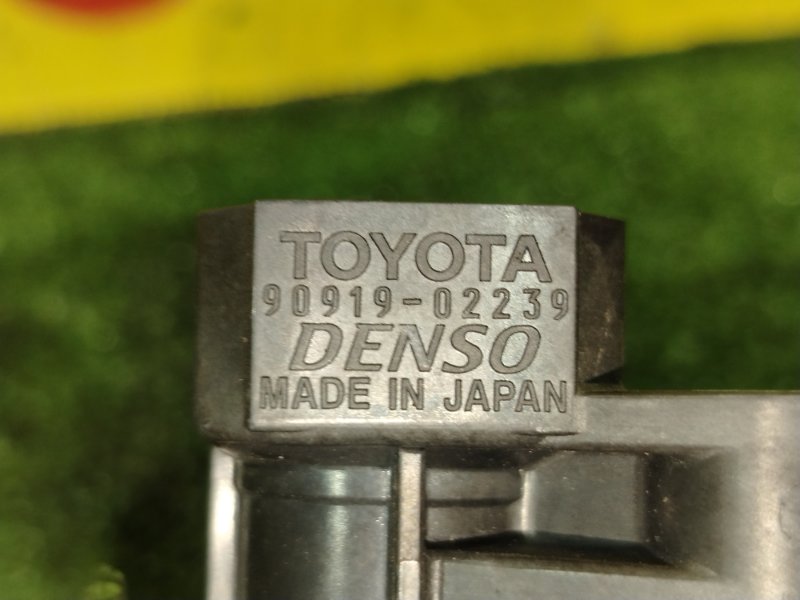 TOYOTA
90919-02239
DENSO
MADE IN JAPAN